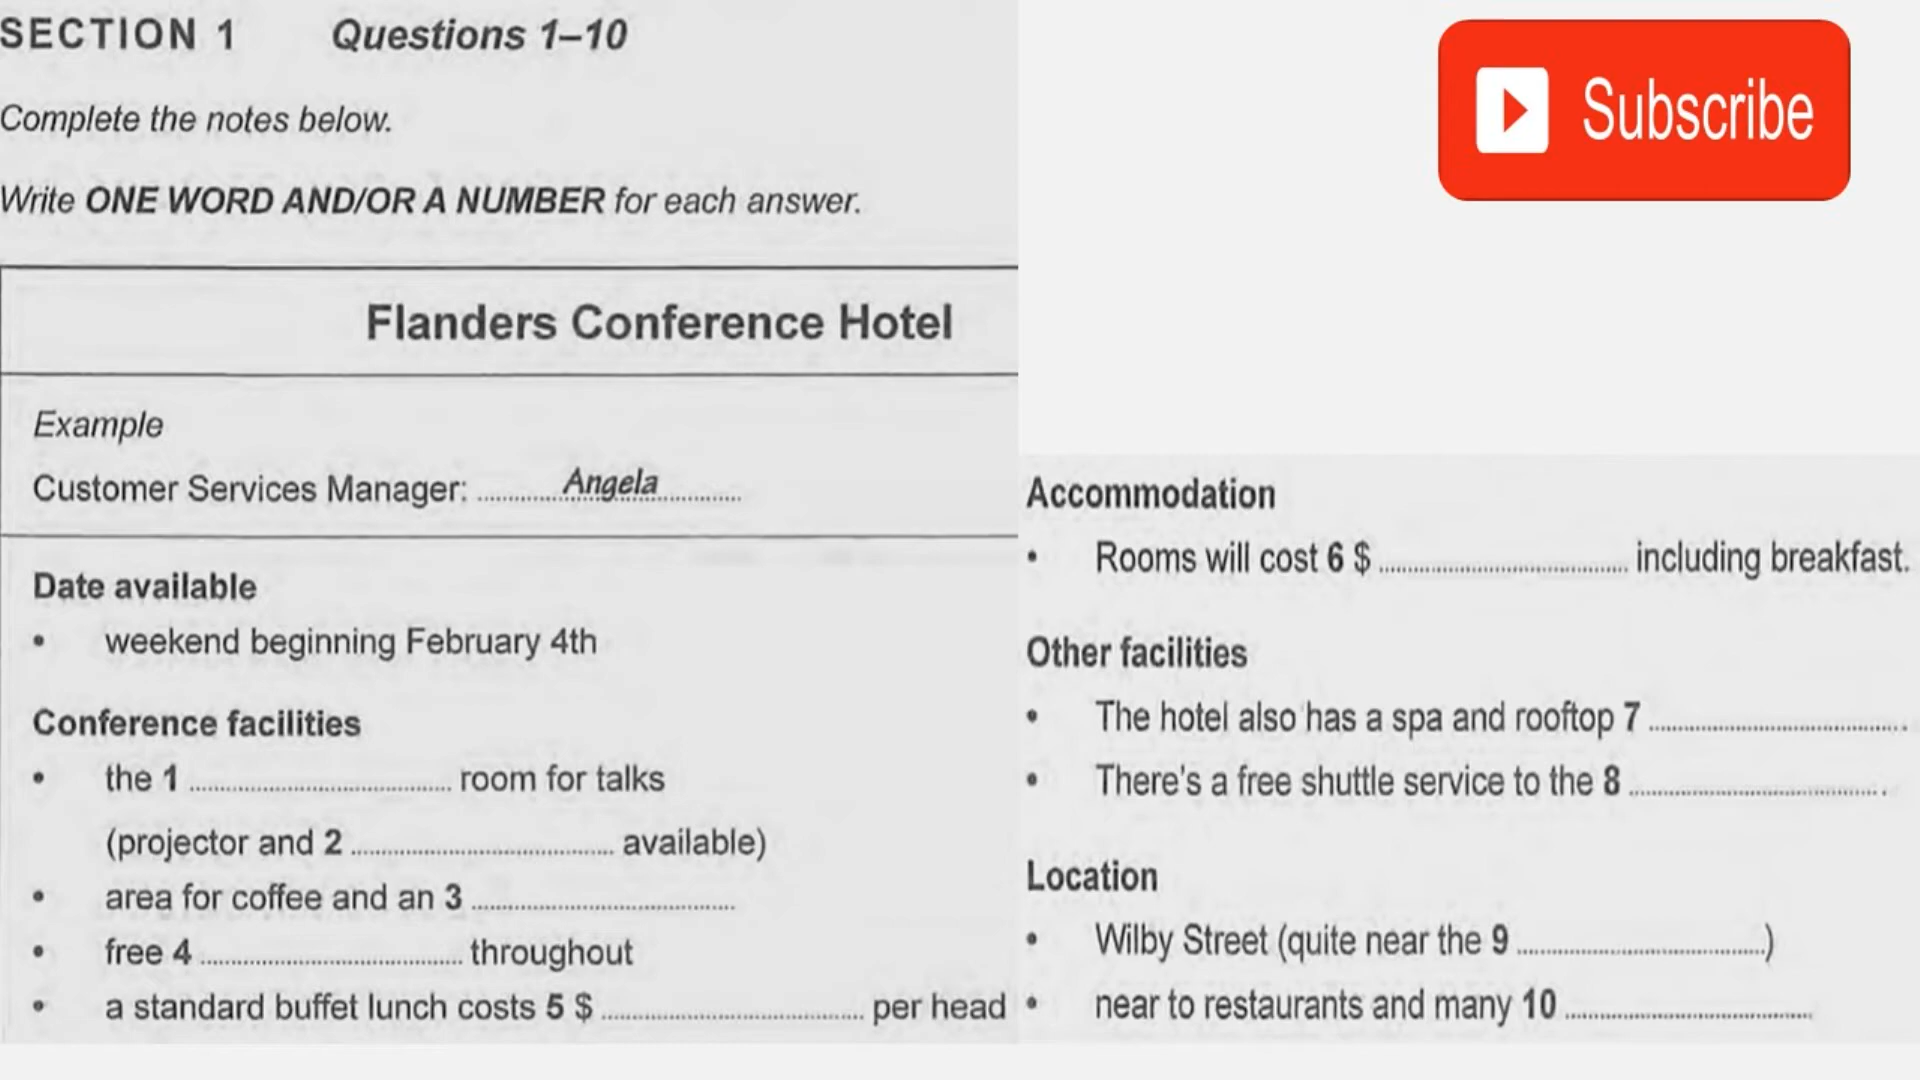 SECTION 1 Questions 1–10
Complete the notes below.
Write ONE WORD AND/OR A NUMBER for each answer.
Flanders Conference Hotel
Example
Customer Services Manager: ............Angela............
Date available
• weekend beginning February 4th
Conference facilities
• the 1 .................... room for talks
(projector and 2 .................... available)
• area for coffee and an 3 ....................
• free 4 .................... throughout
• a standard buffet lunch costs 5 $ .................... per head
Subscribe
Accommodation
• Rooms will cost 6 $ .................... including breakfast.
Other facilities
• The hotel also has a spa and rooftop 7 .................... .
• There's a free shuttle service to the 8 .................... .
Location
• Wilby Street (quite near the 9 ....................)
• near to restaurants and many 10 ....................